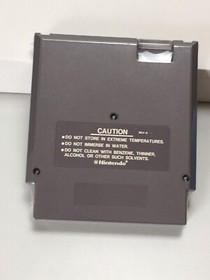 CAUTION
●DO NOT STORE IN EXTREME TEMPERATURES.
●DO NOT IMMERSE IN WATER.
●DO NOT CLEAN WITH BENZENE, THINNER,
ALCOHOL OR OTHER SUCH SOLVENTS.
Nintendo